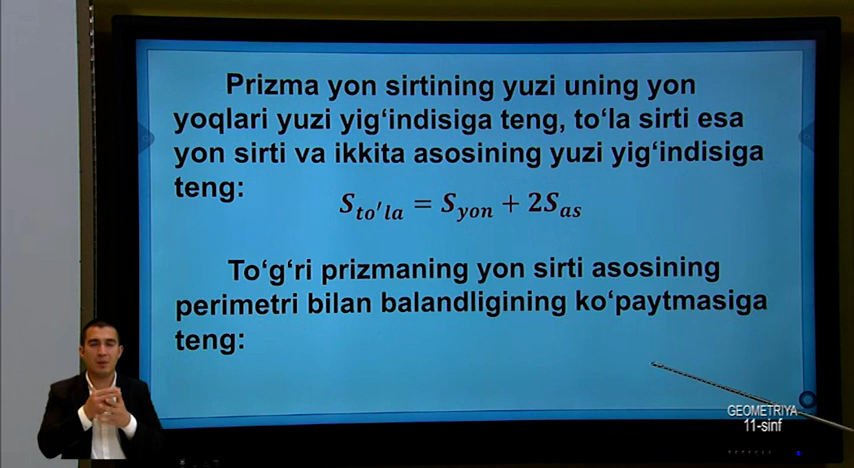 Prizma yon sirtining yuzi uning yon
yoqlari yuzi yig‘indisiga teng, to‘la sirti esa
yon sirti va ikkita asosining yuzi yig‘indisiga
teng:
S_{to'la} = S_{yon} + 2S_{as}
To‘g‘ri prizmaning yon sirti asosining
perimetri bilan balandligining ko‘paytmasiga
teng:
GEOMETRIYA
11-sinf